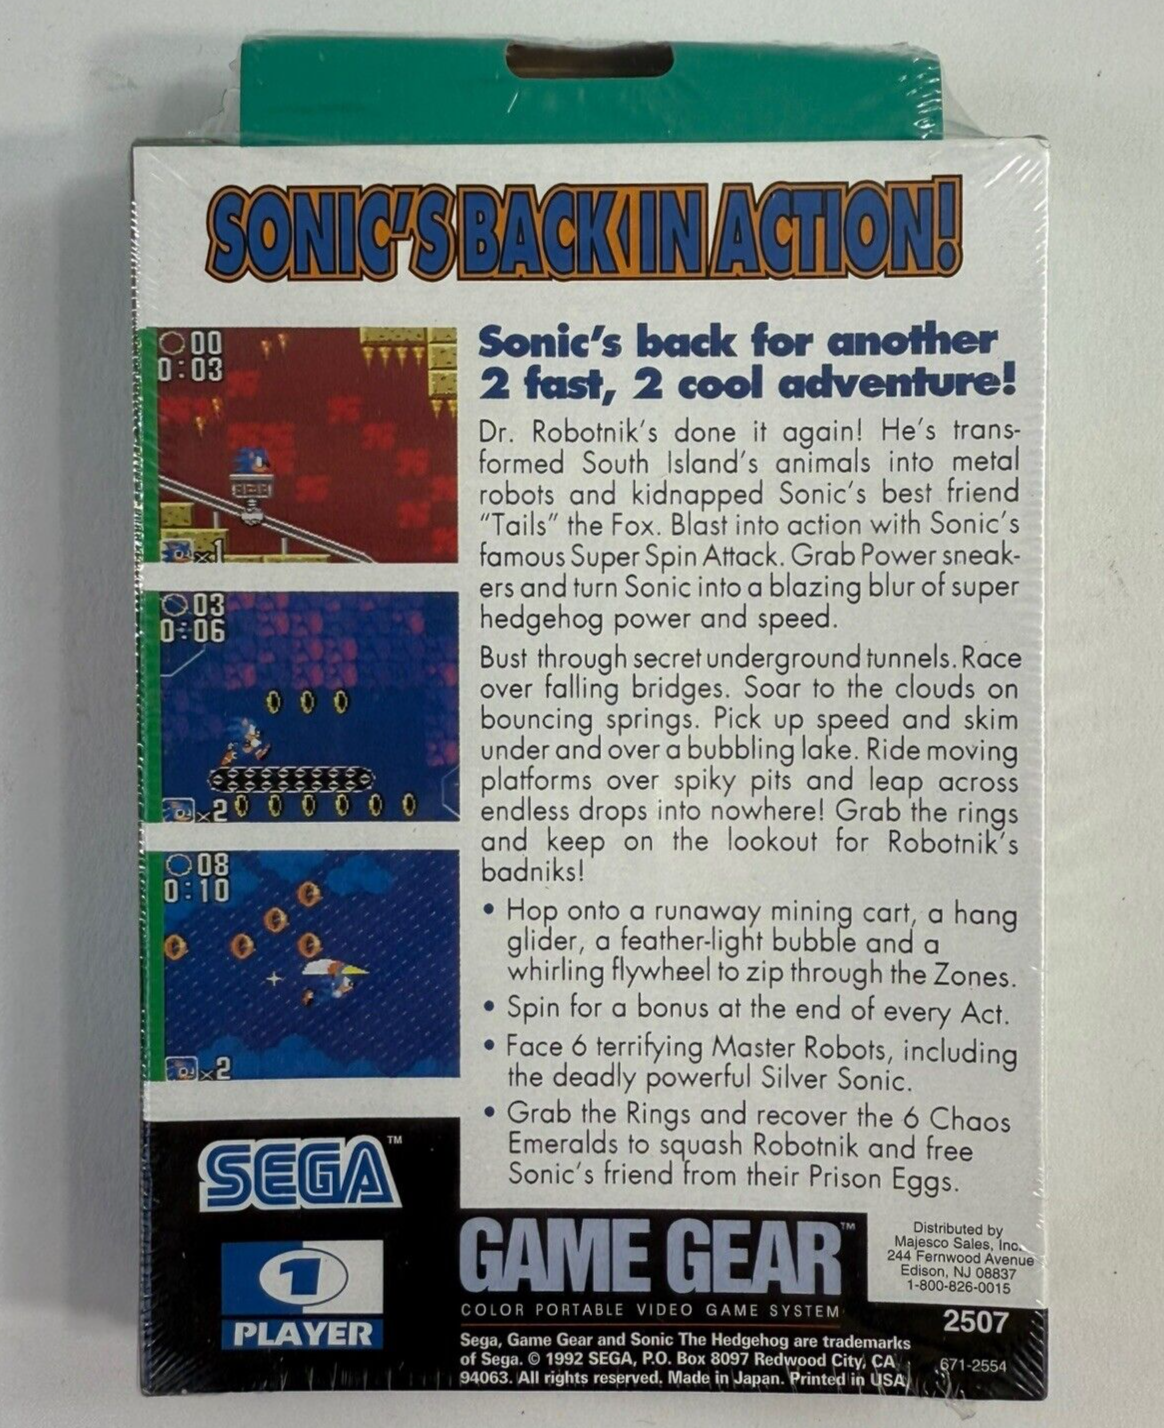 SONIC'S BACK IN ACTION!
00
0:03
×1
03
0:06
×2
08
0:10
×2
Sonic's back for another
2 fast, 2 cool adventure!
Dr. Robotnik's done it again! He's trans-
formed South Island's animals into metal
robots and kidnapped Sonic's best friend
"Tails" the Fox. Blast into action with Sonic's
famous Super Spin Attack. Grab Power sneak-
ers and turn Sonic into a blazing blur of super
hedgehog power and speed.
Bust through secret underground tunnels. Race
over falling bridges. Soar to the clouds on
bouncing springs. Pick up speed and skim
under and over a bubbling lake. Ride moving
platforms over spiky pits and leap across
endless drops into nowhere! Grab the rings
and keep on the lookout for Robotnik's
badniks!
• Hop onto a runaway mining cart, a hang
glider, a feather-light bubble and a
whirling flywheel to zip through the Zones.
• Spin for a bonus at the end of every Act.
• Face 6 terrifying Master Robots, including
the deadly powerful Silver Sonic.
• Grab the Rings and recover the 6 Chaos
Emeralds to squash Robotnik and free
Sonic's friend from their Prison Eggs.
SEGA™
1
PLAYER
GAME GEAR™
COLOR PORTABLE VIDEO GAME SYSTEM
Sega, Game Gear and Sonic The Hedgehog are trademarks
of Sega. © 1992 SEGA, P.O. Box 8097 Redwood City, CA
94063. All rights reserved. Made in Japan. Printed in USA
Distributed by
Majesco Sales, Inc.
244 Fernwood Avenue
Edison, NJ 08837
1-800-826-0015
2507
671-2554